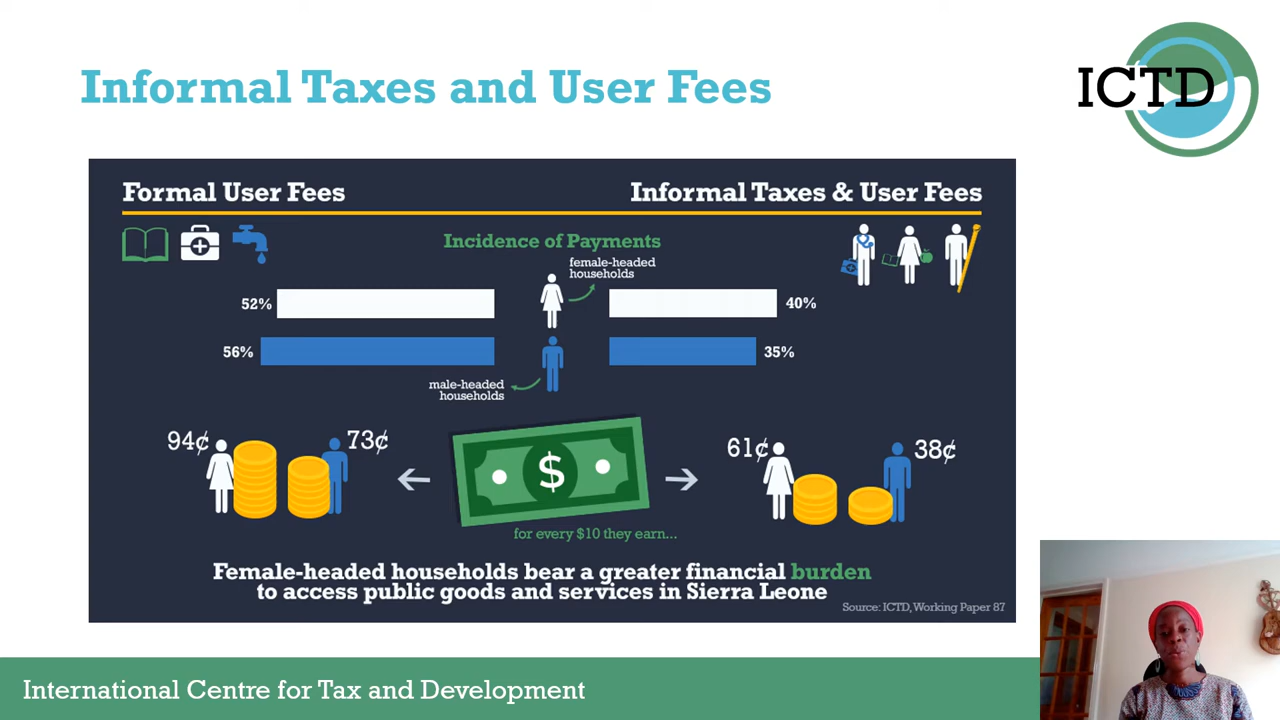 Informal Taxes and User Fees
ICTD
Formal User Fees
Informal Taxes & User Fees
Incidence of Payments
female-headed
households
52%
40%
56%
35%
male-headed
households
94¢
73¢
$
61¢
38¢
for every $10 they earn...
Female-headed households bear a greater financial burden
to access public goods and services in Sierra Leone
Source: ICTD, Working Paper 87
International Centre for Tax and Development